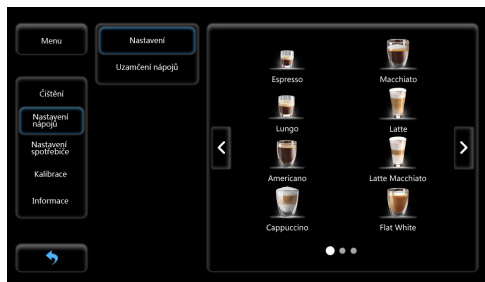 Menu
Čištění
Nastavení
nápojů
Nastavení
spotřebiče
Kalibrace
Informace
Nastavení
Uzamčení nápojů
Espresso
Macchiato
Lungo
Latte
Americano
Latte Macchiato
Cappuccino
Flat White